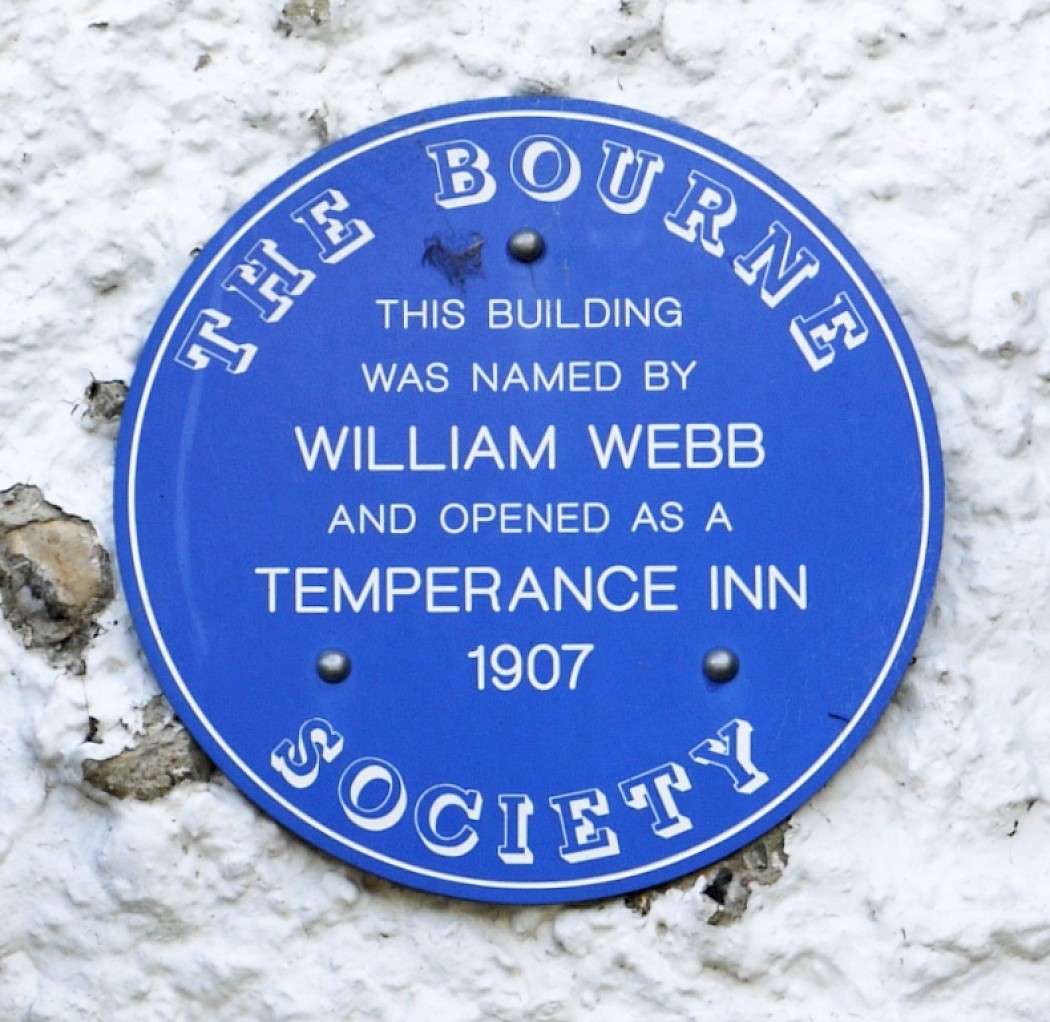 THE BOURNE
THIS BUILDING
WAS NAMED BY
WILLIAM WEBB
AND OPENED AS A
TEMPERANCE INN
1907
SOCIETY